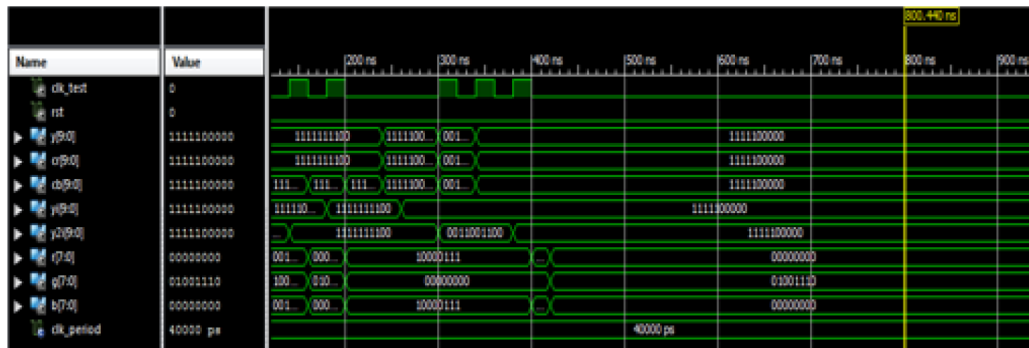 800.440 ns
Name Value 200 ns 300 ns 400 ns 500 ns 600 ns 700 ns 800 ns 900 ns
clk_test 0
rst 0
y[9:0] 1111100000 1111111100 1111100... 001... 1111100000
cr[9:0] 1111100000 1111111100 1111100... 001... 1111100000
cb[9:0] 1111100000 111... 111... 111... 1111100... 001... 1111100000
yi[9:0] 1111100000 111110... 1111111100 1111100000
y2i[9:0] 1111100000 ... 1111111100 0011001100 1111100000
r[7:0] 00000000 001... 000... 10000111 ... 00000000
g[7:0] 01001110 100... 010... 00000000 ... 01001110
b[7:0] 00000000 001... 000... 10000111 ... 00000000
clk_period 40000 ps 40000 ps